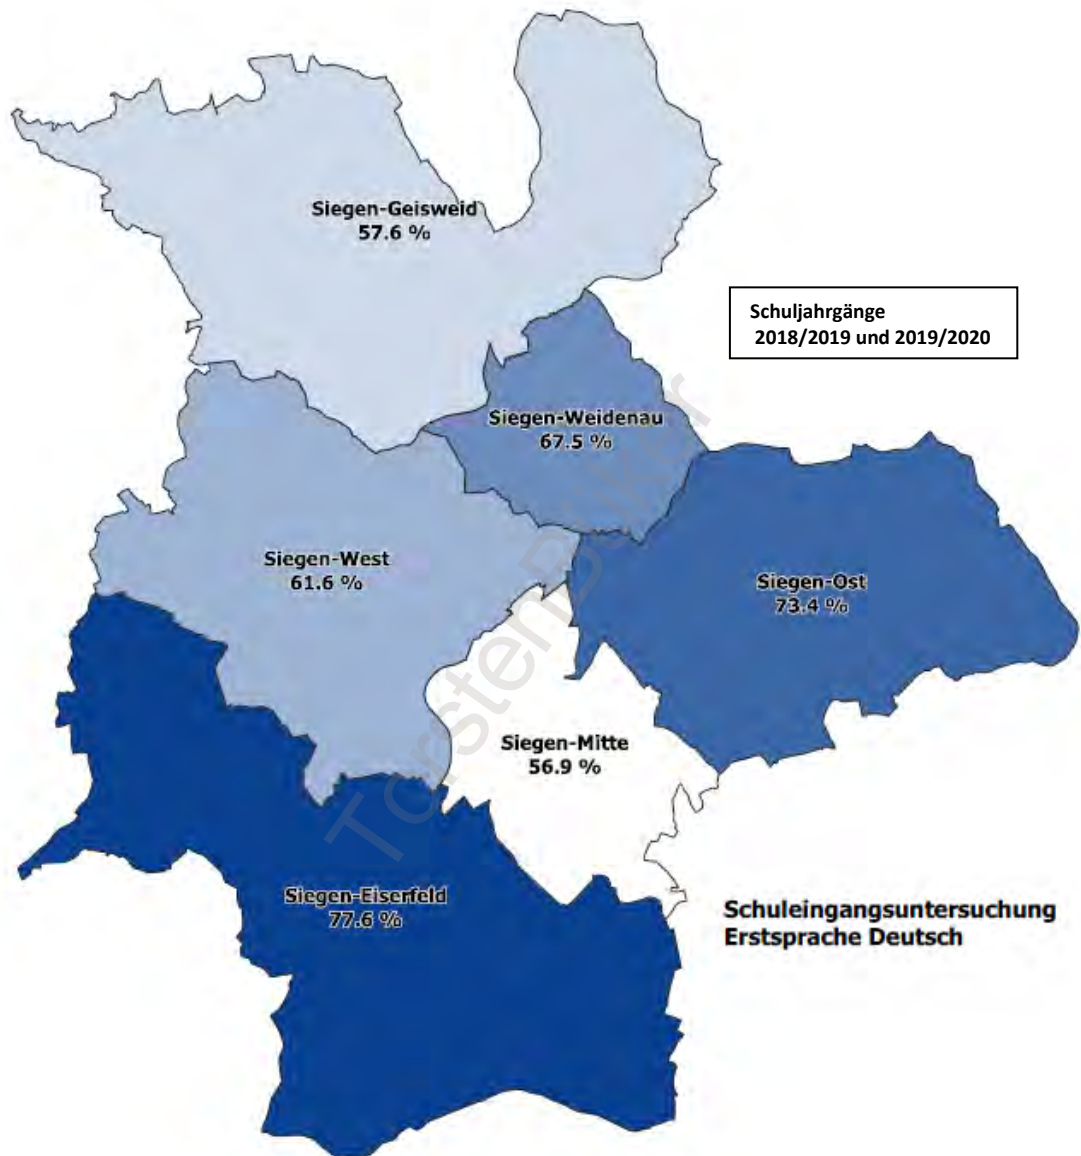 Siegen-Geisweid
57.6 %
Schuljahrgänge
2018/2019 und 2019/2020
Siegen-Weidenau
67.5 %
Siegen-West
61.6 %
Siegen-Ost
73.4 %
Siegen-Mitte
56.9 %
Siegen-Eiserfeld
77.6 %
Schuleingangsuntersuchung
Erstsprache Deutsch
TorstenBüker